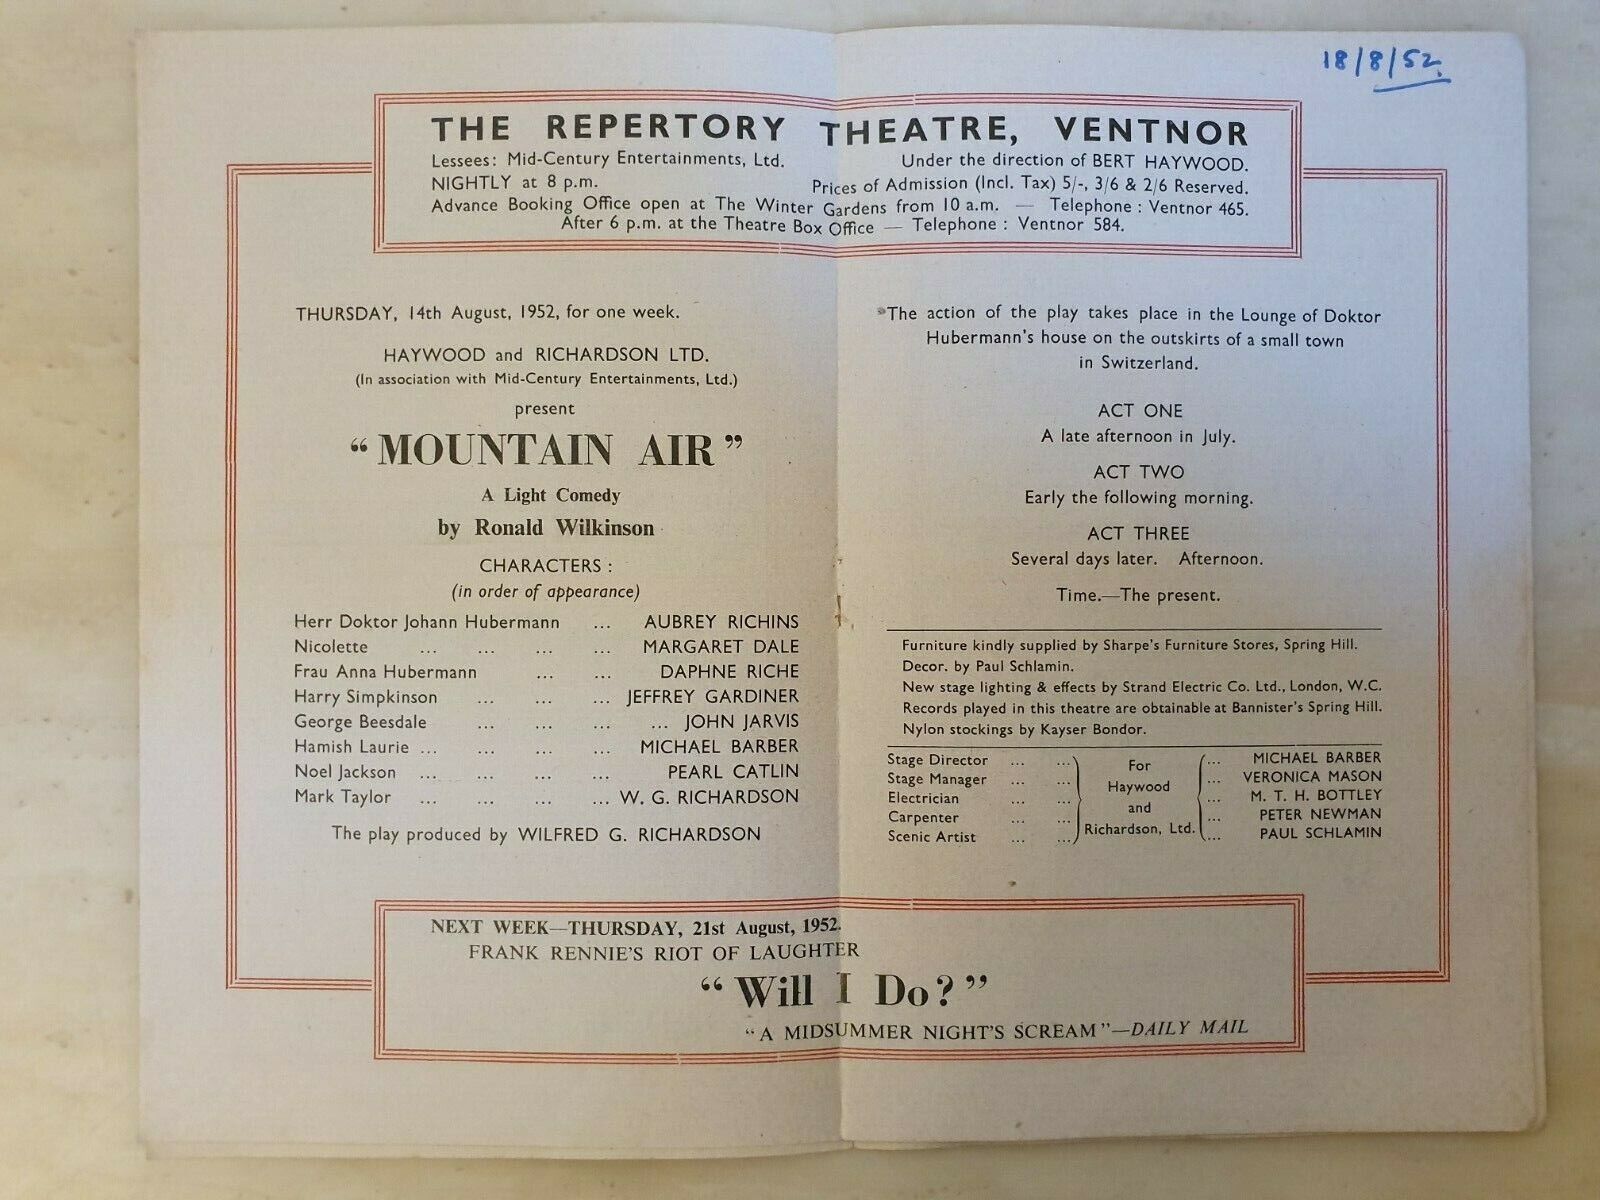 18/8/52.
THE REPERTORY THEATRE, VENTNOR
Lessees: Mid-Century Entertainments, Ltd. Under the direction of BERT HAYWOOD.
NIGHTLY at 8 p.m. Prices of Admission (Incl. Tax) 5/-, 3/6 & 2/6 Reserved.
Advance Booking Office open at The Winter Gardens from 10 a.m. — Telephone : Ventnor 465.
After 6 p.m. at the Theatre Box Office — Telephone : Ventnor 584.
THURSDAY, 14th August, 1952, for one week.
HAYWOOD and RICHARDSON LTD.
(In association with Mid-Century Entertainments, Ltd.)
present
“MOUNTAIN AIR”
A Light Comedy
by Ronald Wilkinson
CHARACTERS :
(in order of appearance)
Herr Doktor Johann Hubermann ... AUBREY RICHINS
Nicolette ... ... ... ... MARGARET DALE
Frau Anna Hubermann ... ... DAPHNE RICHE
Harry Simpkinson ... ... ... JEFFREY GARDINER
George Beesdale ... ... ... ... JOHN JARVIS
Hamish Laurie ... ... ... ... MICHAEL BARBER
Noel Jackson ... ... ... ... PEARL CATLIN
Mark Taylor ... ... ... ... W. G. RICHARDSON
The play produced by WILFRED G. RICHARDSON
The action of the play takes place in the Lounge of Doktor
Hubermann's house on the outskirts of a small town
in Switzerland.
ACT ONE
A late afternoon in July.
ACT TWO
Early the following morning.
ACT THREE
Several days later. Afternoon.
Time.—The present.
Furniture kindly supplied by Sharpe's Furniture Stores, Spring Hill.
Decor. by Paul Schlamin.
New stage lighting & effects by Strand Electric Co. Ltd., London, W.C.
Records played in this theatre are obtainable at Bannister's Spring Hill.
Nylon stockings by Kayser Bondor.
Stage Director ... ... MICHAEL BARBER
Stage Manager ... ... For ... VERONICA MASON
Electrician ... ... Haywood ... M. T. H. BOTTLEY
Carpenter ... ... and ... PETER NEWMAN
Scenic Artist ... ... Richardson, Ltd. ... PAUL SCHLAMIN
NEXT WEEK—THURSDAY, 21st August, 1952.
FRANK RENNIE'S RIOT OF LAUGHTER
“Will I Do?”
“A MIDSUMMER NIGHT'S SCREAM”—DAILY MAIL